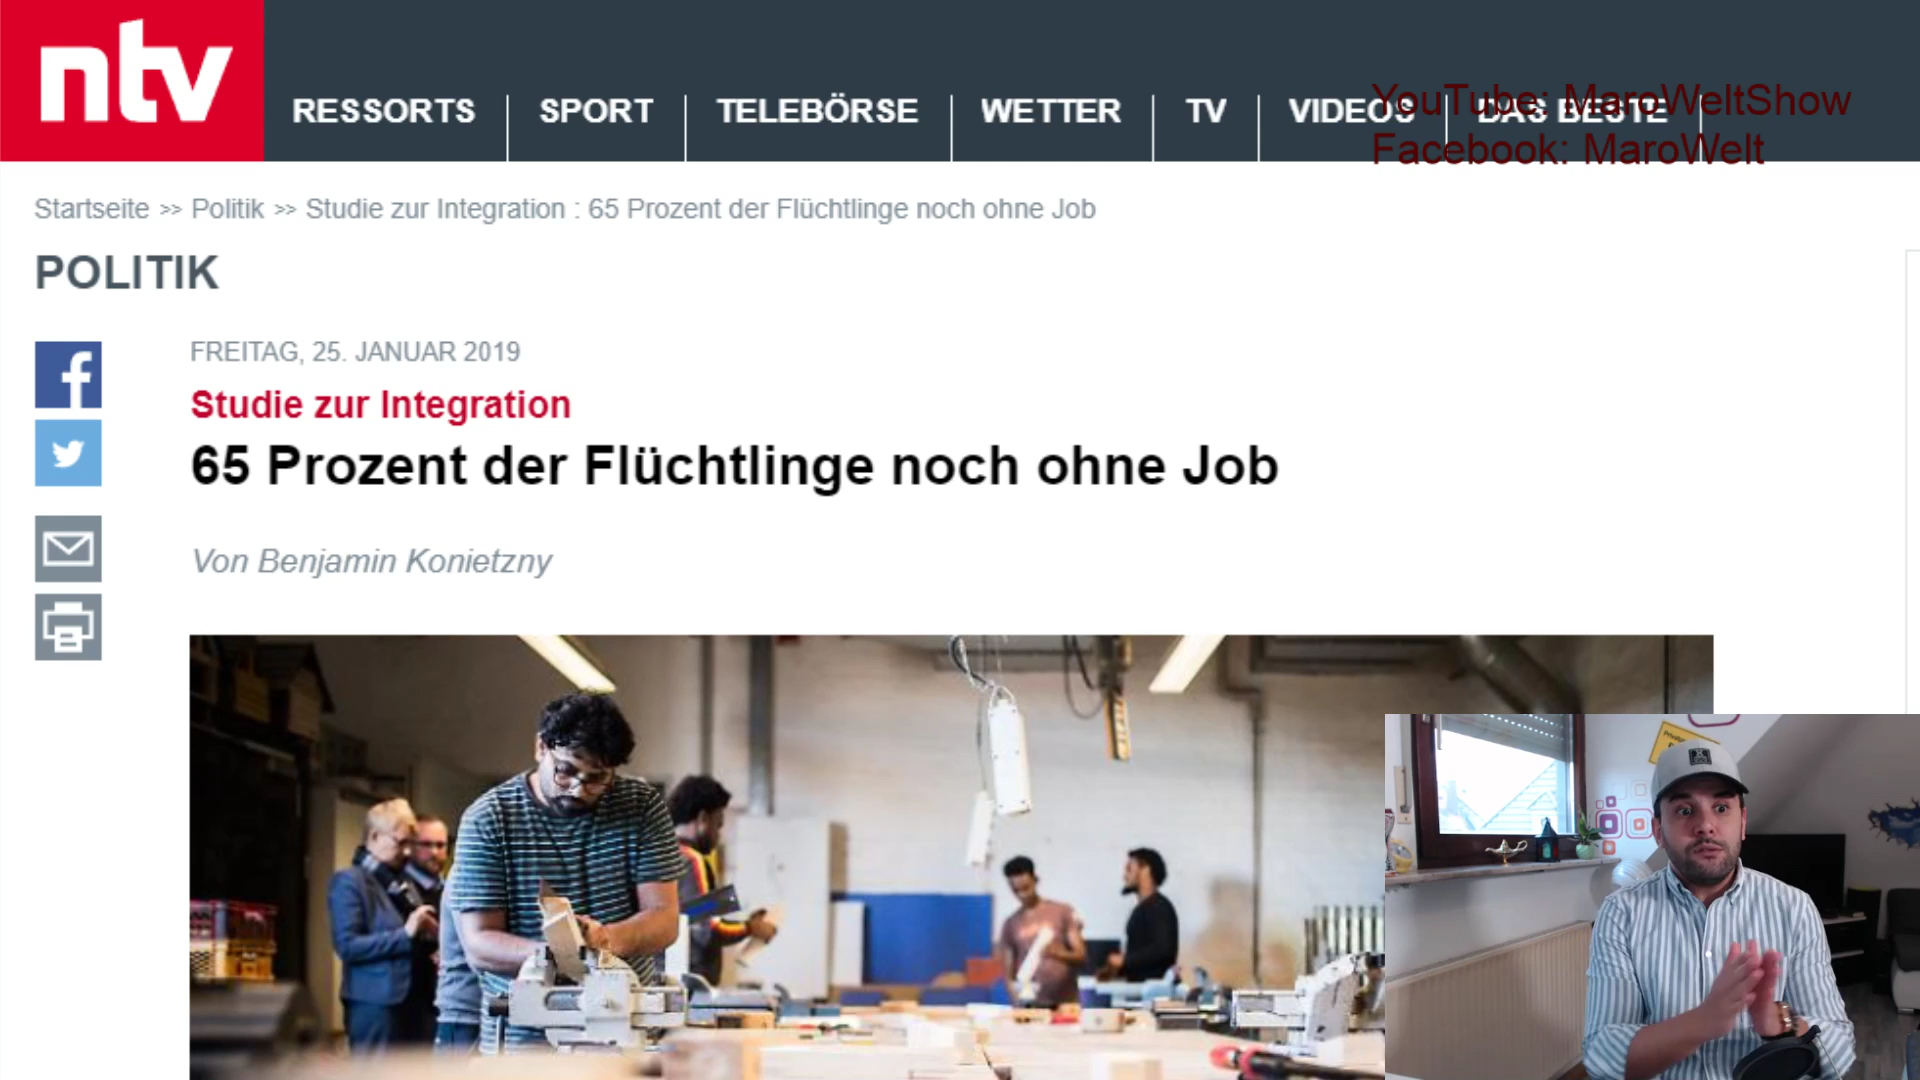 ntv
RESSORTS
SPORT
TELEBÖRSE
WETTER
TV
VIDEOS
DAS BESTE
YouTube: MaroWeltShow
Facebook: MaroWelt
Startseite >> Politik >> Studie zur Integration : 65 Prozent der Flüchtlinge noch ohne Job
POLITIK
FREITAG, 25. JANUAR 2019
Studie zur Integration
65 Prozent der Flüchtlinge noch ohne Job
Von Benjamin Konietzny